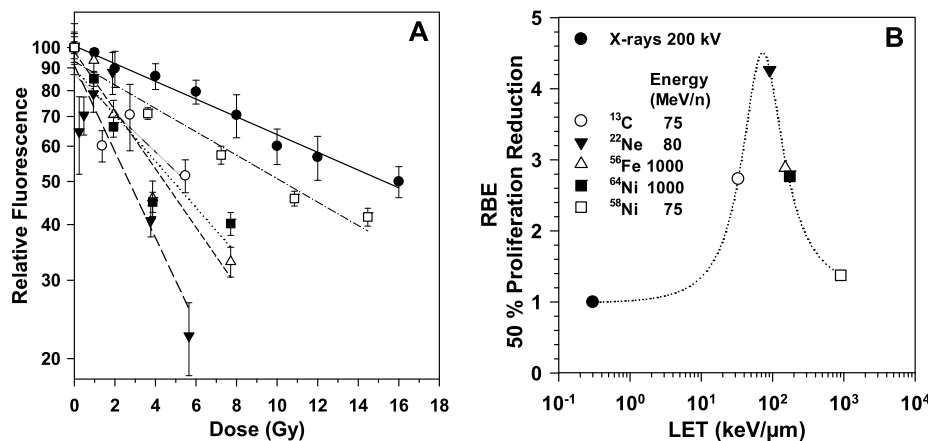 A
100
90
80
70
60
50
40
30
20
Relative Fluorescence
0 2 4 6 8 10 12 14 16 18
Dose (Gy)
B
5
4
3
2
1
0
RBE
50 % Proliferation Reduction
X-rays 200 kV
Energy
(MeV/n)
¹³C 75
²²Ne 80
⁵⁶Fe 1000
⁶⁴Ni 1000
⁵⁸Ni 75
10⁻¹ 10⁰ 10¹ 10² 10³ 10⁴
LET (keV/µm)